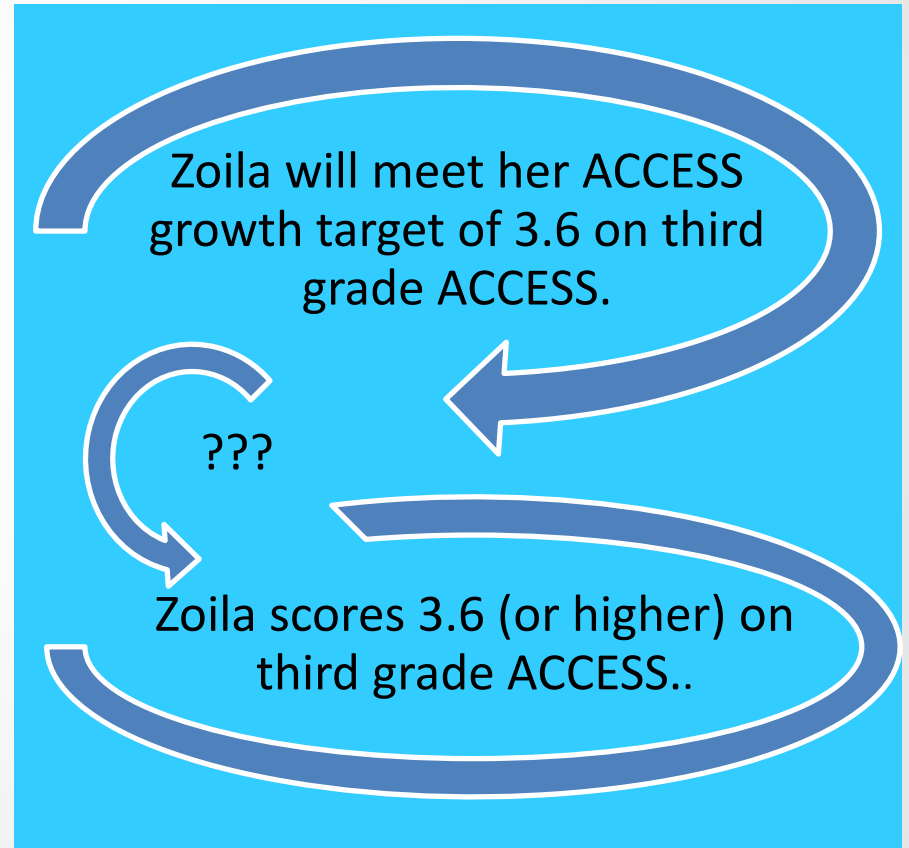 Zoila will meet her ACCESS
growth target of 3.6 on third
grade ACCESS.
???
Zoila scores 3.6 (or higher) on
third grade ACCESS..